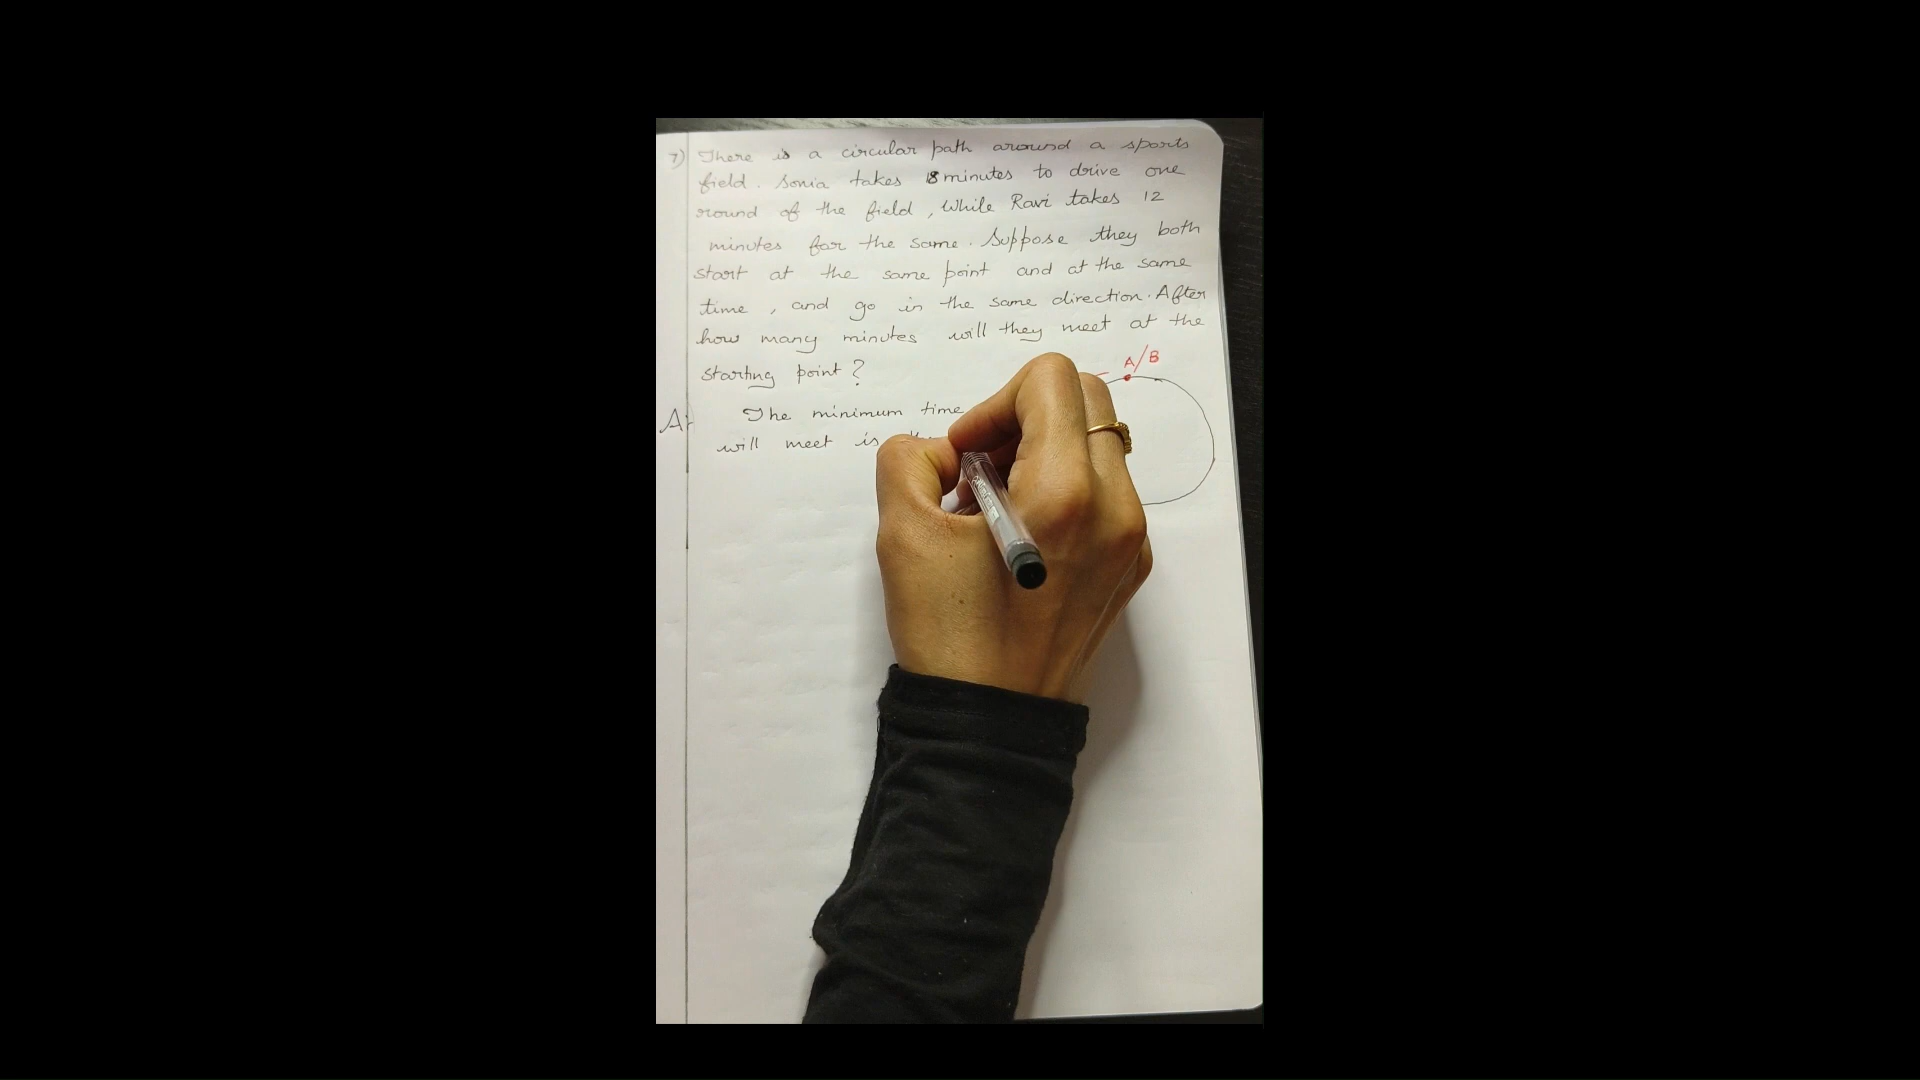 7) There is a circular path around a sports
field. Sonia takes 18 minutes to drive one
round of the field, While Ravi takes 12
minutes for the same. Suppose they both
start at the same point and at the same
time, and go in the same direction. After
how many minutes will they meet at the
starting point?
A/B
The minimum time
will meet is